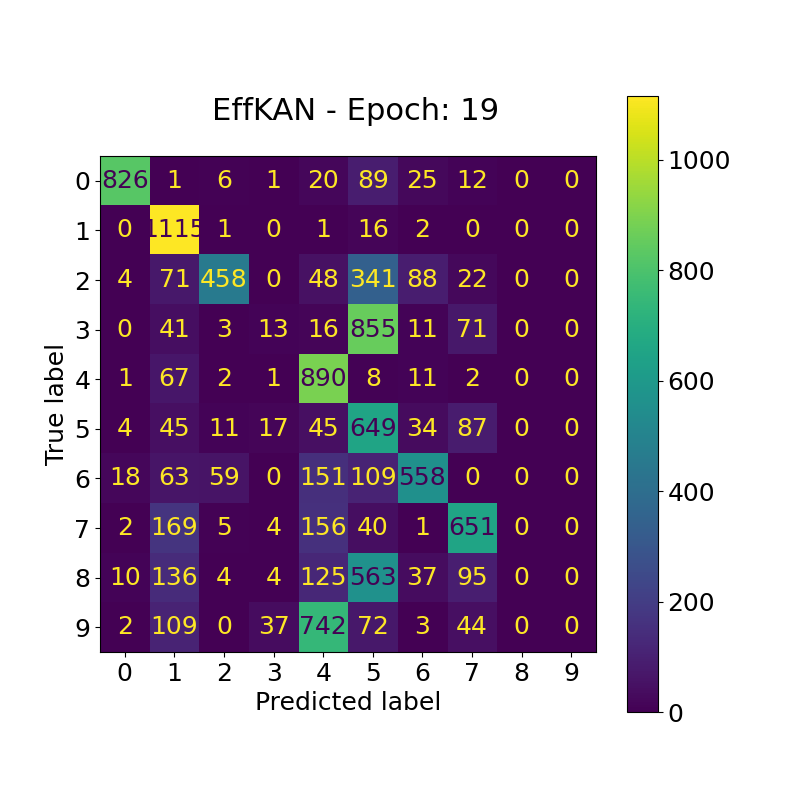 EffKAN - Epoch: 19
0 826 1 6 1 20 89 25 12 0 0
1 0 1115 1 0 1 16 2 0 0 0
2 4 71 458 0 48 341 88 22 0 0
3 0 41 3 13 16 855 11 71 0 0
4 1 67 2 1 890 8 11 2 0 0
5 4 45 11 17 45 649 34 87 0 0
6 18 63 59 0 151 109 558 0 0 0
7 2 169 5 4 156 40 1 651 0 0
8 10 136 4 4 125 563 37 95 0 0
9 2 109 0 37 742 72 3 44 0 0
0 1 2 3 4 5 6 7 8 9
Predicted label
True label
1000
800
600
400
200
0